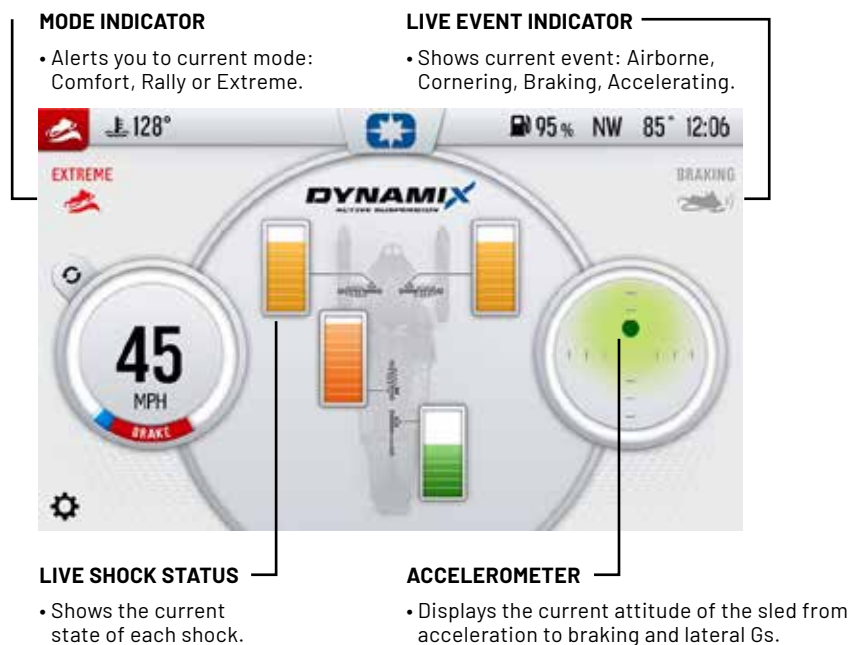 MODE INDICATOR
• Alerts you to current mode:
Comfort, Rally or Extreme.
LIVE EVENT INDICATOR
• Shows current event: Airborne,
Cornering, Braking, Accelerating.
128°
95% NW 85° 12:06
EXTREME
BRAKING
DYNAMIX
ACTIVE SUSPENSION
45
MPH
BRAKE
LIVE SHOCK STATUS
• Shows the current
state of each shock.
ACCELEROMETER
• Displays the current attitude of the sled from
acceleration to braking and lateral Gs.